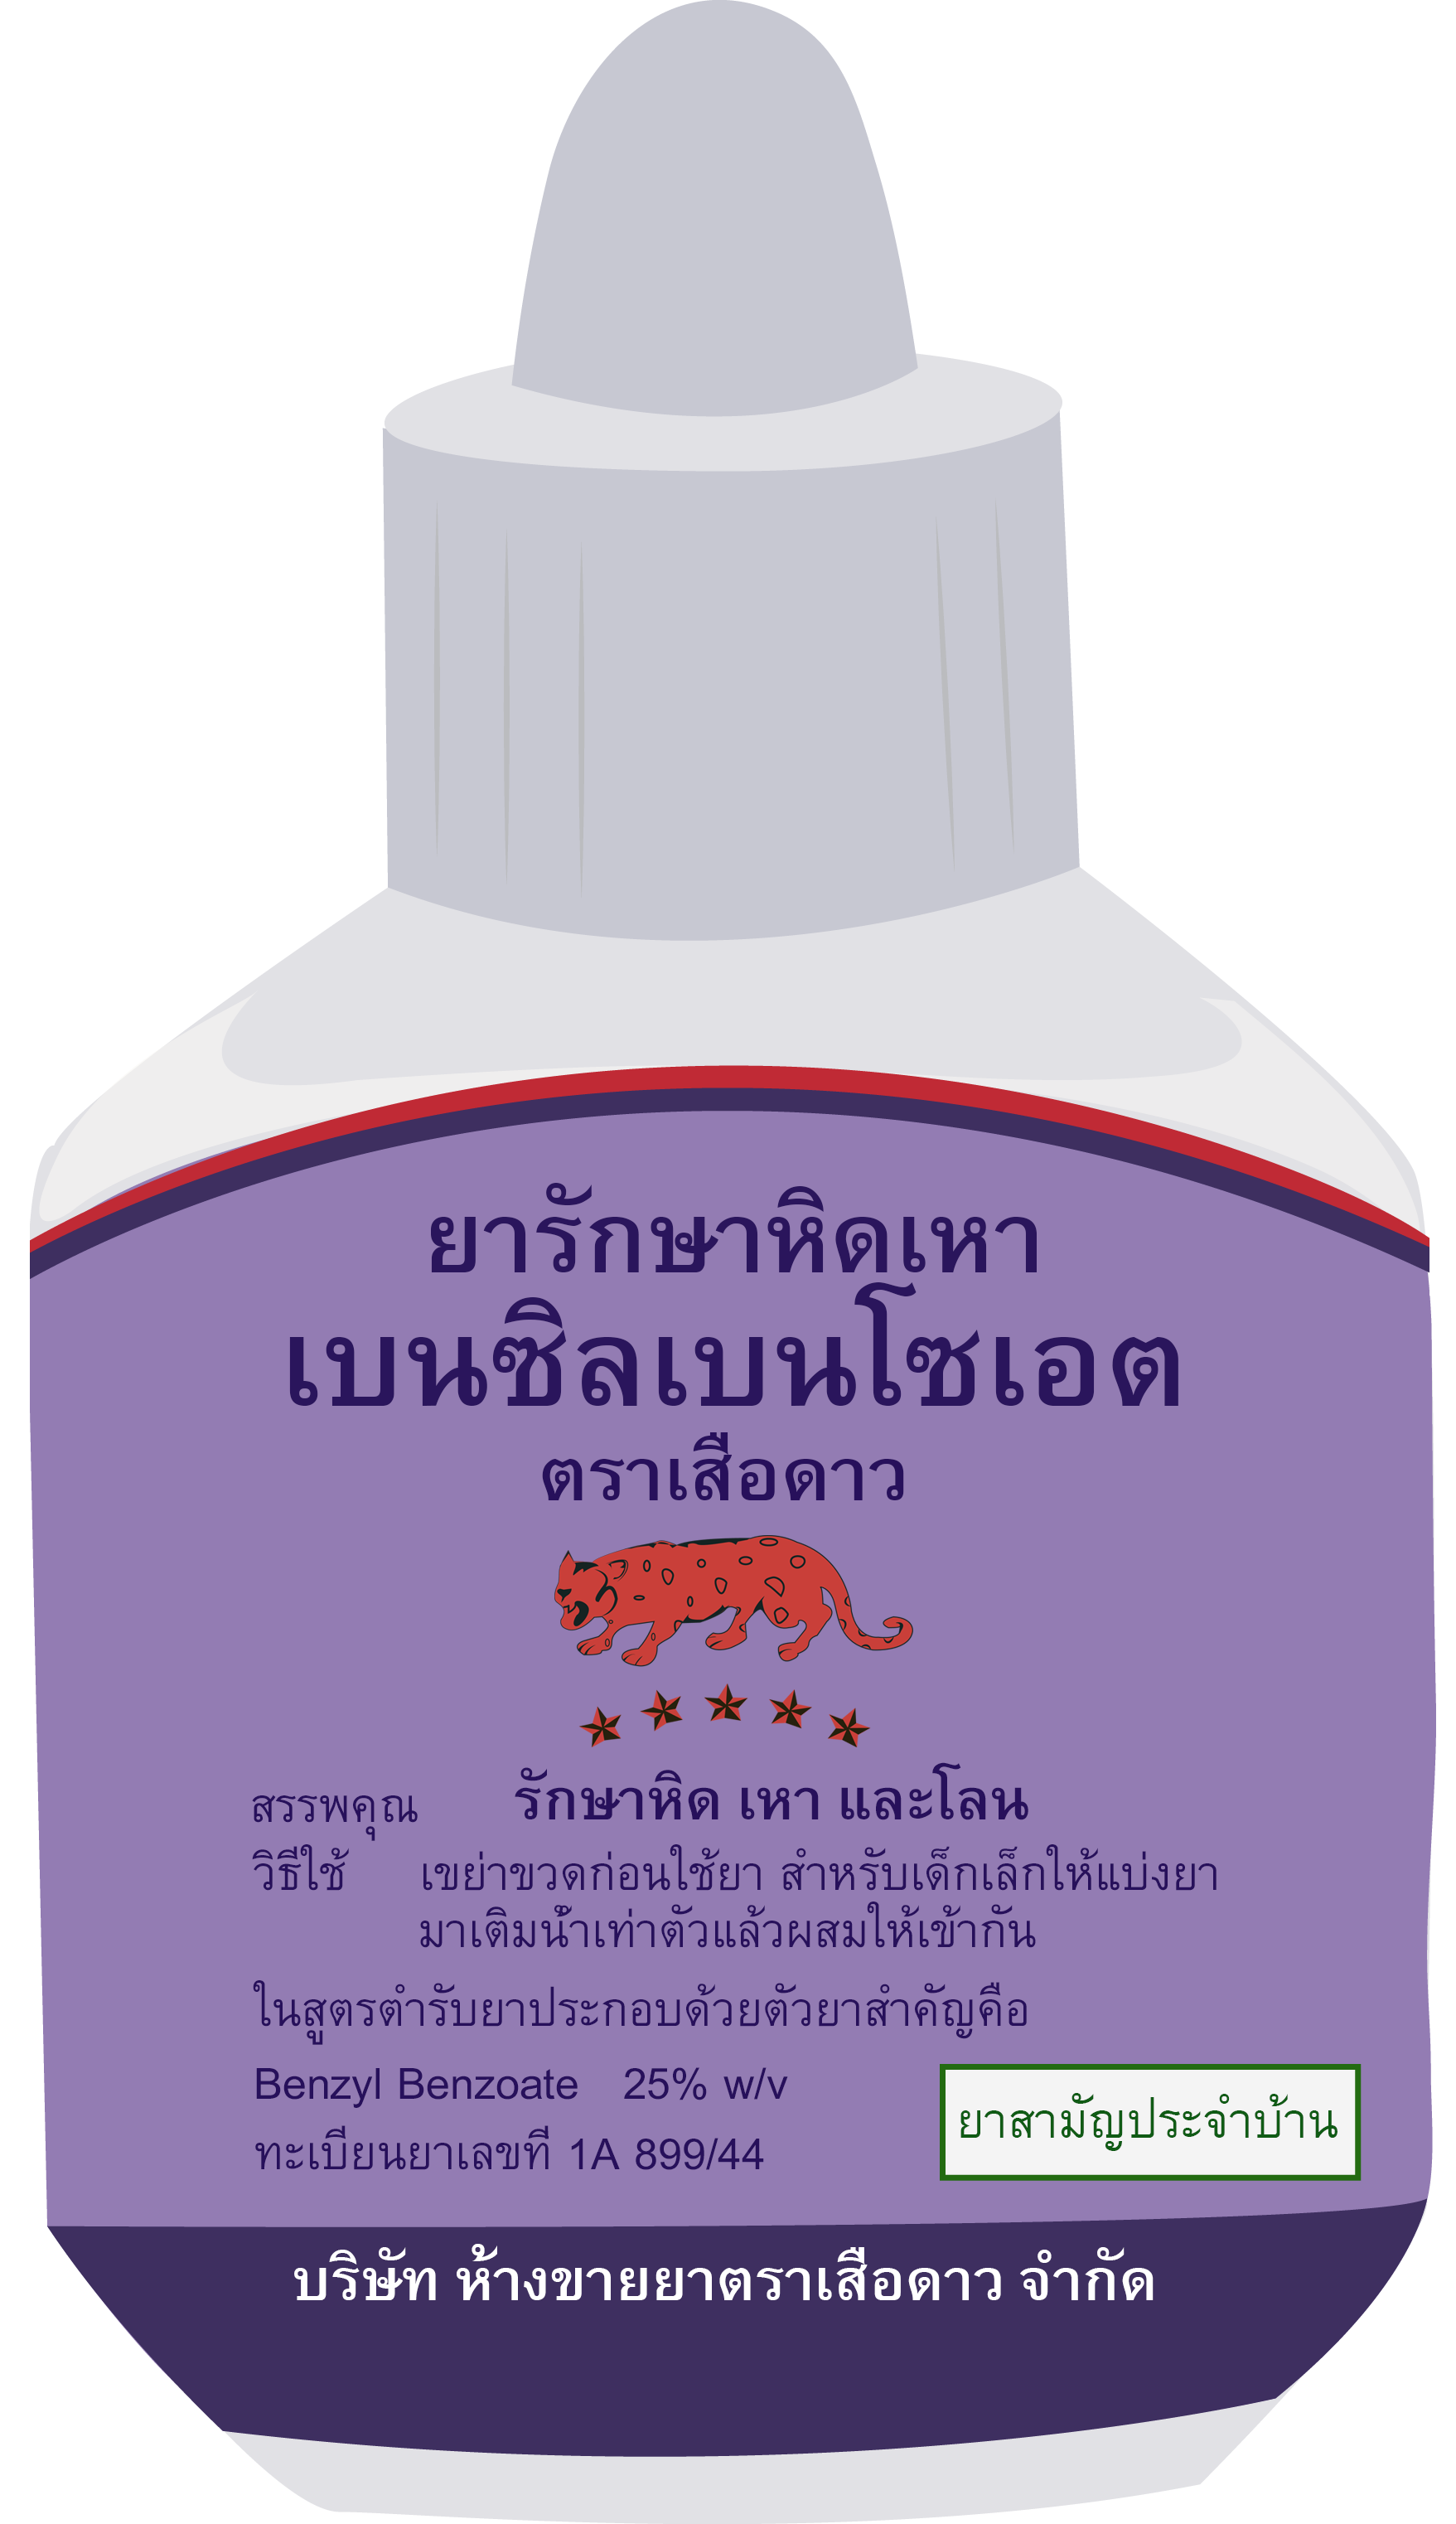 ยารักษาหิดเหา
เบนซิลเบนโซเอต
ตราเสือดาว
สรรพคุณ รักษาหิด เหา และโลน
วิธีใช้ เขย่าขวดก่อนใช้ยา สำหรับเด็กเล็กให้แบ่งยา
มาเติมน้ำเท่าตัวแล้วผสมให้เข้ากัน
ในสูตรตำรับยาประกอบด้วยตัวยาสำคัญคือ
Benzyl Benzoate 25% w/v
ทะเบียนยาเลขที่ 1A 899/44
ยาสามัญประจำบ้าน
บริษัท ห้างขายยาตราเสือดาว จำกัด